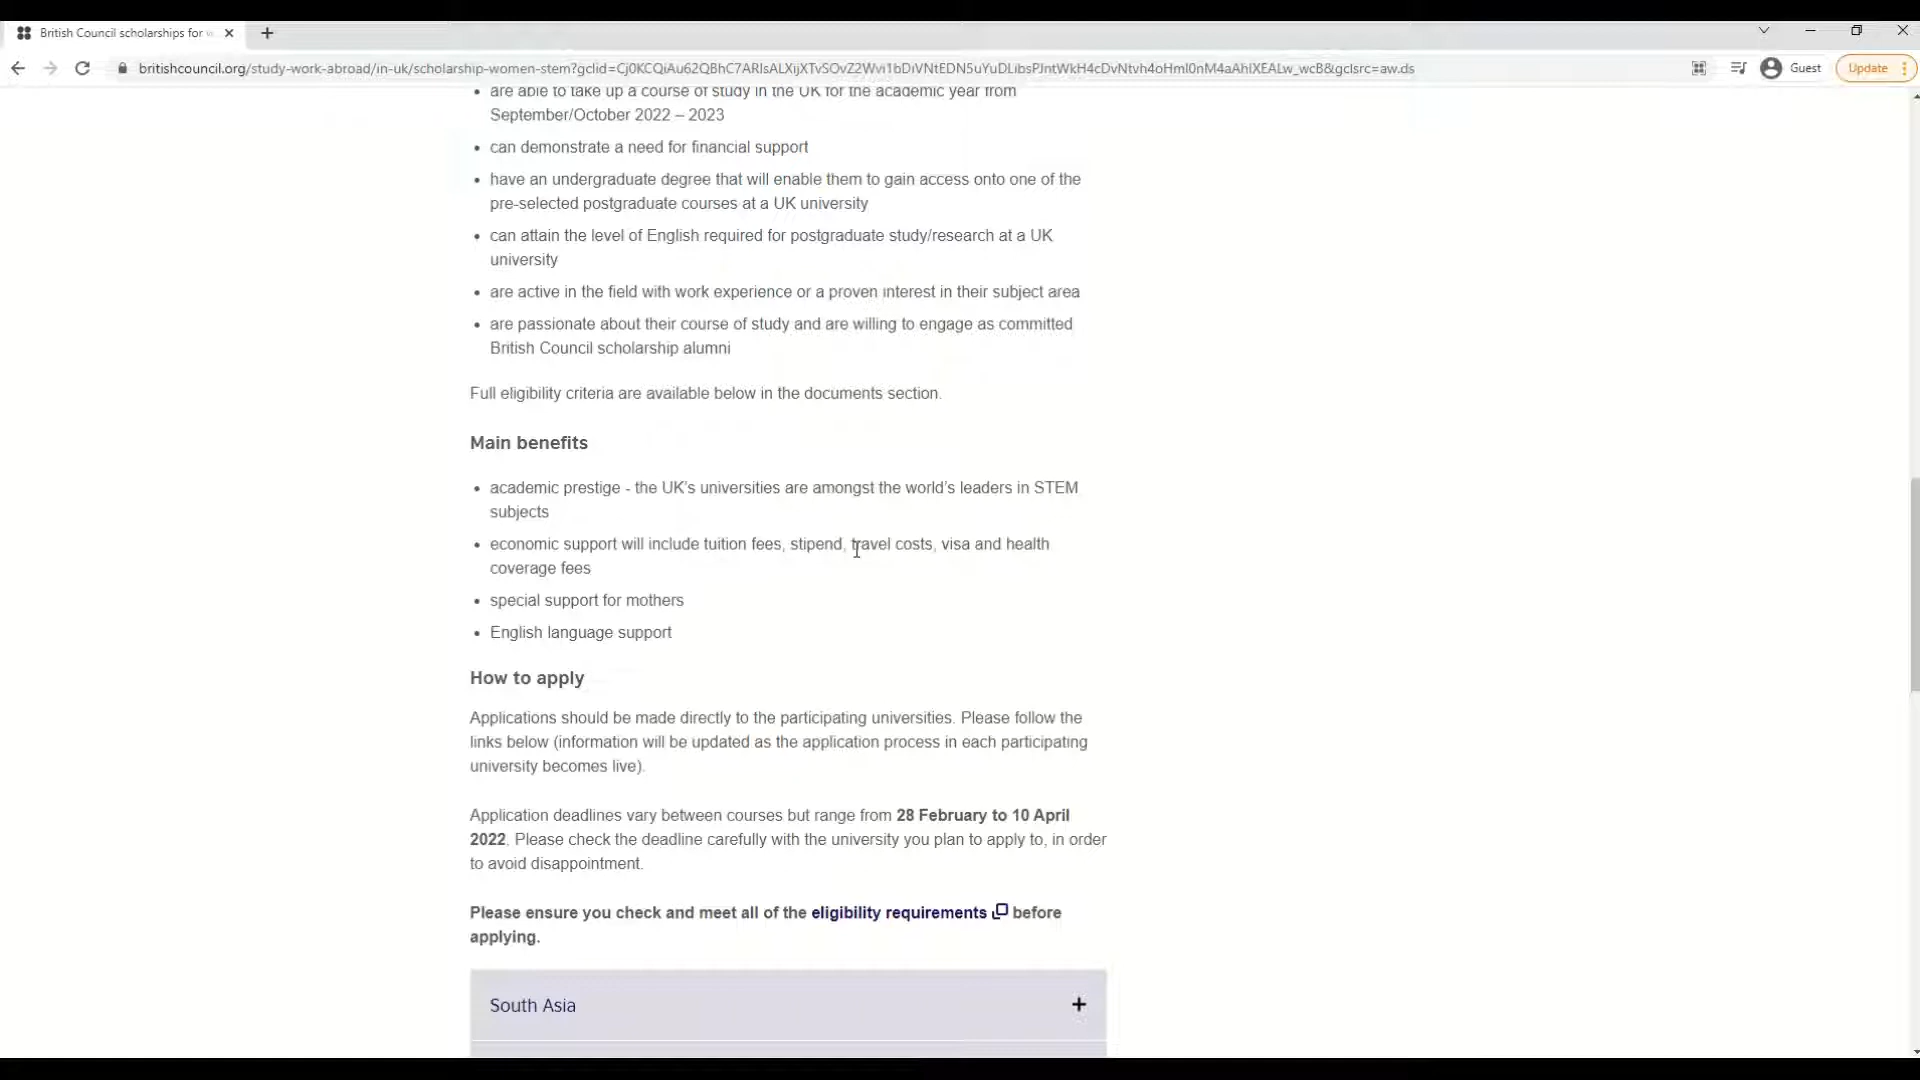 British Council scholarships for
britishcouncil.org/study-work-abroad/in-uk/scholarship-women-stem?gclid=Cj0KCQiAu62QBhC7ARIsALXijXTvSOvZ2Wvi1bDiVNtEDN5uYuDLibsPJntWkH4cDvNtvh4oHml0nM4aAhIXEALw_wcB&gclsrc=aw.ds
Guest
Update
are able to take up a course of study in the UK for the academic year from
September/October 2022 – 2023
can demonstrate a need for financial support
have an undergraduate degree that will enable them to gain access onto one of the
pre-selected postgraduate courses at a UK university
can attain the level of English required for postgraduate study/research at a UK
university
are active in the field with work experience or a proven interest in their subject area
are passionate about their course of study and are willing to engage as committed
British Council scholarship alumni
Full eligibility criteria are available below in the documents section.
Main benefits
academic prestige - the UK's universities are amongst the world's leaders in STEM
subjects
economic support will include tuition fees, stipend, travel costs, visa and health
coverage fees
special support for mothers
English language support
How to apply
Applications should be made directly to the participating universities. Please follow the
links below (information will be updated as the application process in each participating
university becomes live).
Application deadlines vary between courses but range from 28 February to 10 April
2022. Please check the deadline carefully with the university you plan to apply to, in order
to avoid disappointment.
Please ensure you check and meet all of the eligibility requirements before
applying.
South Asia +